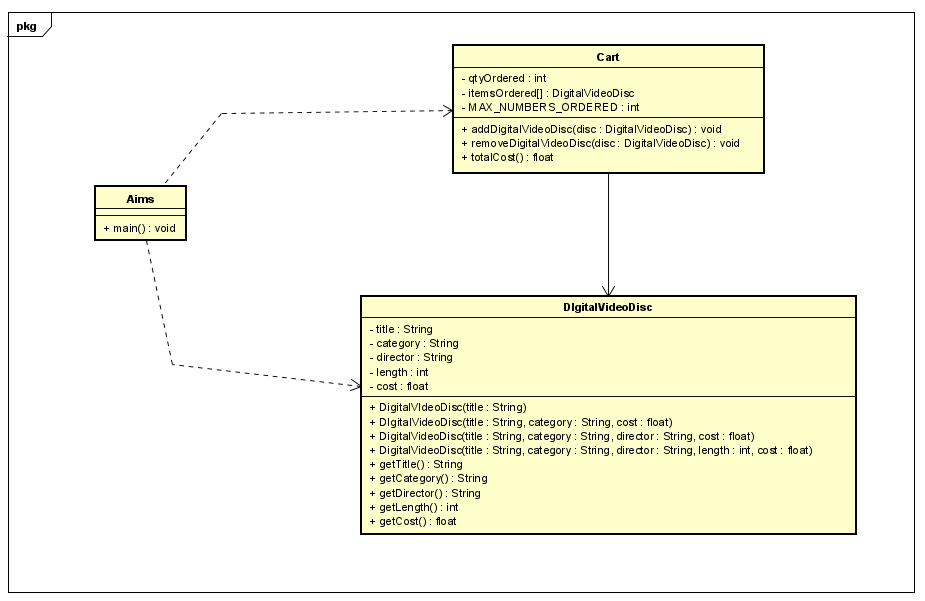 pkg
Cart
- qtyOrdered : int
- itemsOrdered[] : DigitalVideoDisc
- MAX_NUMBERS_ORDERED : int
+ addDigitalVideoDisc(disc : DigitalVideoDisc) : void
+ removeDigitalVideoDisc(disc : DigitalVideoDisc) : void
+ totalCost() : float
Aims
+ main() : void
DIgitalVideoDisc
- title : String
- category : String
- director : String
- length : int
- cost : float
+ DigitalVIdeoDisc(title : String)
+ DIgitalVideoDisc(title : String, category : String, cost : float)
+ DigitalVideoDisc(title : String, category : String, director : String, cost : float)
+ DigitalVideoDisc(title : String, category : String, director : String, length : int, cost : float)
+ getTitle() : String
+ getCategory() : String
+ getDirector() : String
+ getLength() : int
+ getCost() : float